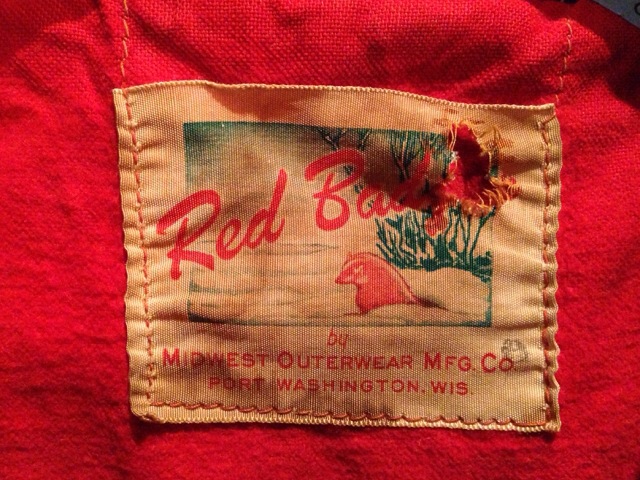 Red
by
MIDWEST OUTERWEAR MFG. CO.
PORT WASHINGTON, WIS.